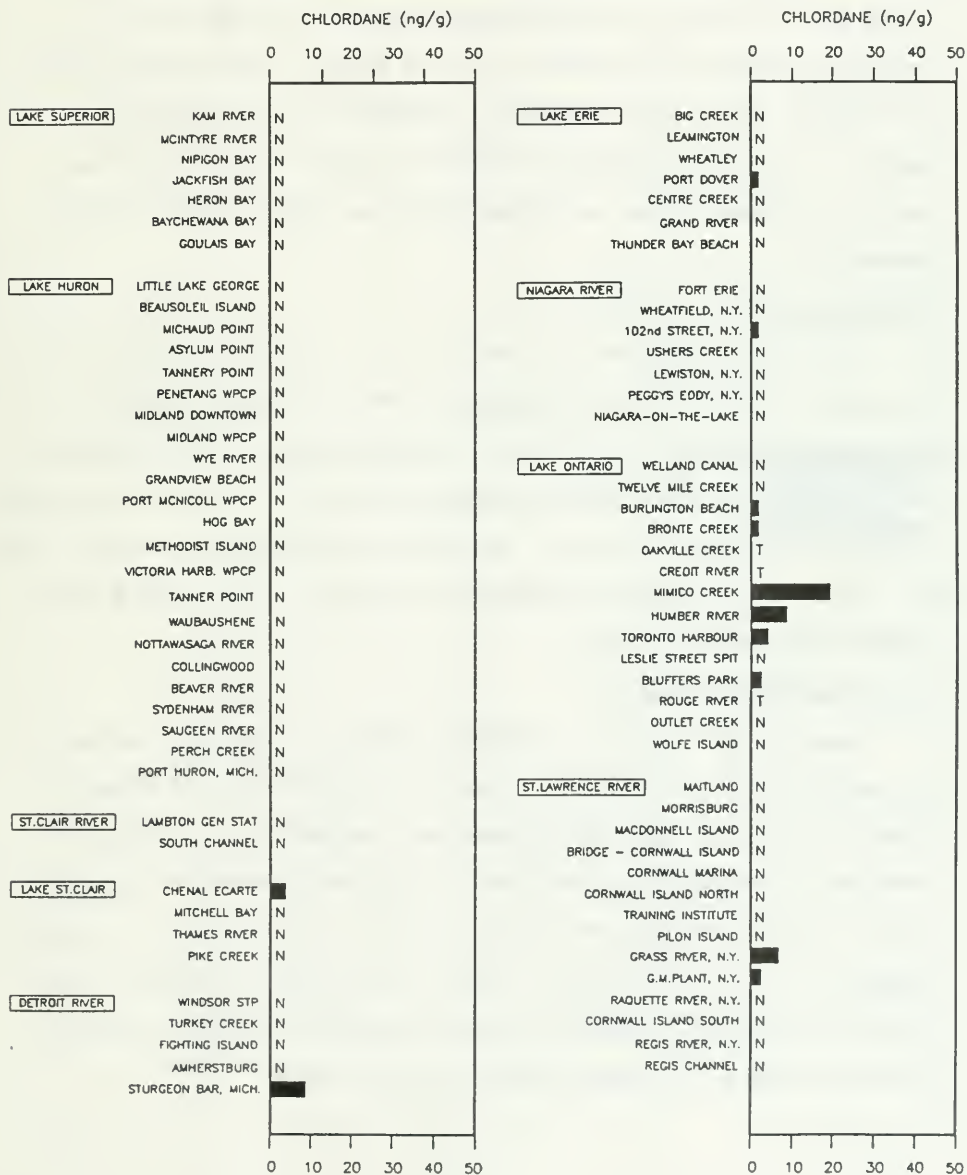 CHLORDANE (ng/g)
0 10 20 30 40 50
LAKE SUPERIOR KAM RIVER N
MCINTYRE RIVER N
NIPIGON BAY N
JACKFISH BAY N
HERON BAY N
BAYCHEWANA BAY N
GOULAIS BAY N
LAKE HURON LITTLE LAKE GEORGE N
BEAUSOLEIL ISLAND N
MICHAUD POINT N
ASYLUM POINT N
TANNERY POINT N
PENETANG WPCP N
MIDLAND DOWNTOWN N
MIDLAND WPCP N
WYE RIVER N
GRANDVIEW BEACH N
PORT MCNICOLL WPCP N
HOG BAY N
METHODIST ISLAND N
VICTORIA HARB. WPCP N
TANNER POINT N
WAUBAUSHENE N
NOTTAWASAGA RIVER N
COLLINGWOOD N
BEAVER RIVER N
SYDENHAM RIVER N
SAUGEEN RIVER N
PERCH CREEK N
PORT HURON, MICH. N
ST.CLAIR RIVER LAMBTON GEN STAT N
SOUTH CHANNEL N
LAKE ST.CLAIR CHENAL ECARTE
MITCHELL BAY N
THAMES RIVER N
PIKE CREEK N
DETROIT RIVER WINDSOR STP N
TURKEY CREEK N
FIGHTING ISLAND N
AMHERSTBURG N
STURGEON BAR, MICH.
0 10 20 30 40 50
CHLORDANE (ng/g)
0 10 20 30 40 50
LAKE ERIE BIG CREEK N
LEAMINGTON N
WHEATLEY N
PORT DOVER
CENTRE CREEK N
GRAND RIVER N
THUNDER BAY BEACH N
NIAGARA RIVER FORT ERIE N
WHEATFIELD, N.Y. N
102nd STREET, N.Y.
USHERS CREEK N
LEWISTON, N.Y. N
PEGGYS EDDY, N.Y. N
NIAGARA-ON-THE-LAKE N
LAKE ONTARIO WELLAND CANAL N
TWELVE MILE CREEK N
BURLINGTON BEACH
BRONTE CREEK
OAKVILLE CREEK T
CREDIT RIVER T
MIMICO CREEK
HUMBER RIVER
TORONTO HARBOUR
LESLIE STREET SPIT N
BLUFFERS PARK
ROUGE RIVER T
OUTLET CREEK N
WOLFE ISLAND N
ST.LAWRENCE RIVER MAITLAND N
MORRISBURG N
MACDONNELL ISLAND N
BRIDGE - CORNWALL ISLAND N
CORNWALL MARINA N
CORNWALL ISLAND NORTH N
TRAINING INSTITUTE N
PILON ISLAND N
GRASS RIVER, N.Y.
G.M.PLANT, N.Y.
RAQUETTE RIVER, N.Y. N
CORNWALL ISLAND SOUTH N
REGIS RIVER, N.Y. N
REGIS CHANNEL N
0 10 20 30 40 50